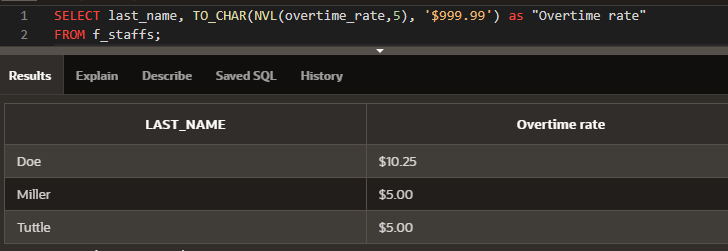 1 SELECT last_name, TO_CHAR(NVL(overtime_rate,5), '$999.99') as "Overtime rate"
2 FROM f_staffs;
Results Explain Describe Saved SQL History
LAST_NAME Overtime rate
Doe $10.25
Miller $5.00
Tuttle $5.00